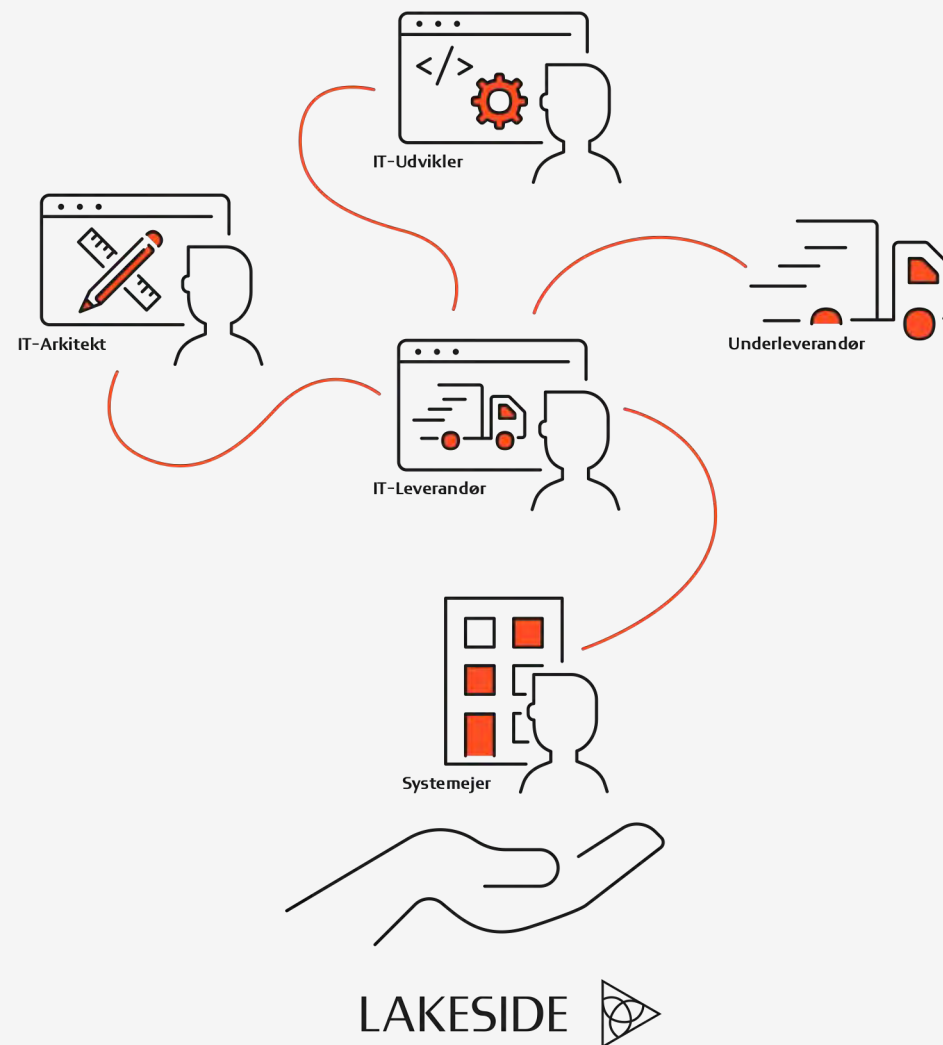 </>
IT-Udvikler
IT-Arkitekt
Underleverandør
IT-Leverandør
Systemejer
LAKESIDE